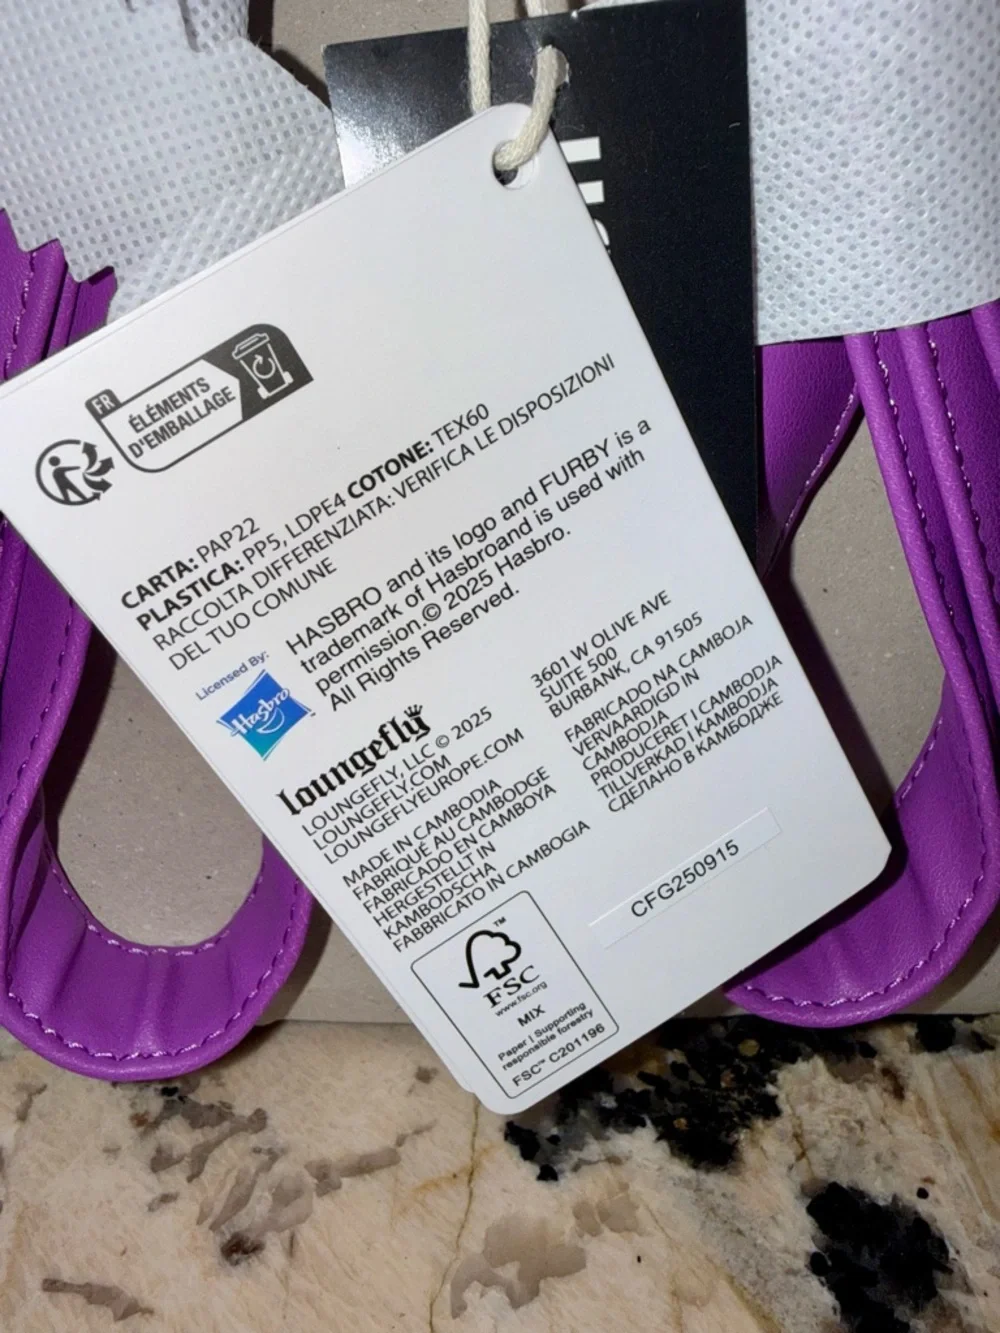 FR
ÉLÉMENTS
D'EMBALLAGE
CARTA: PAP22
PLASTICA: PP5, LDPE4 COTONE: TEX60
RACCOLTA DIFFERENZIATA: VERIFICA LE DISPOSIZIONI
DEL TUO COMUNE
Licensed By:
Hasbro
HASBRO and its logo and FURBY is a
trademark of Hasbroand is used with
permission.© 2025 Hasbro.
All Rights Reserved.
loungefly
LOUNGEFLY, LLC © 2025
LOUNGEFLY.COM
LOUNGEFLYEUROPE.COM
MADE IN CAMBODIA
FABRIQUÉ AU CAMBODGE
FABRICADO EN CAMBOYA
HERGESTELLT IN
KAMBODSCHA
FABBRICATO IN CAMBOGIA
3601 W OLIVE AVE
SUITE 500
BURBANK, CA 91505
FABRICADO NA CAMBOJA
VERVAARDIGD IN
CAMBODJA
PRODUCERET I CAMBODJA
TILLVERKAD I KAMBODJA
СДЕЛАНО В КАМБОДЖЕ
CFG250915
FSC™
www.fsc.org
MIX
Paper | Supporting
responsible forestry
FSC™ C201196